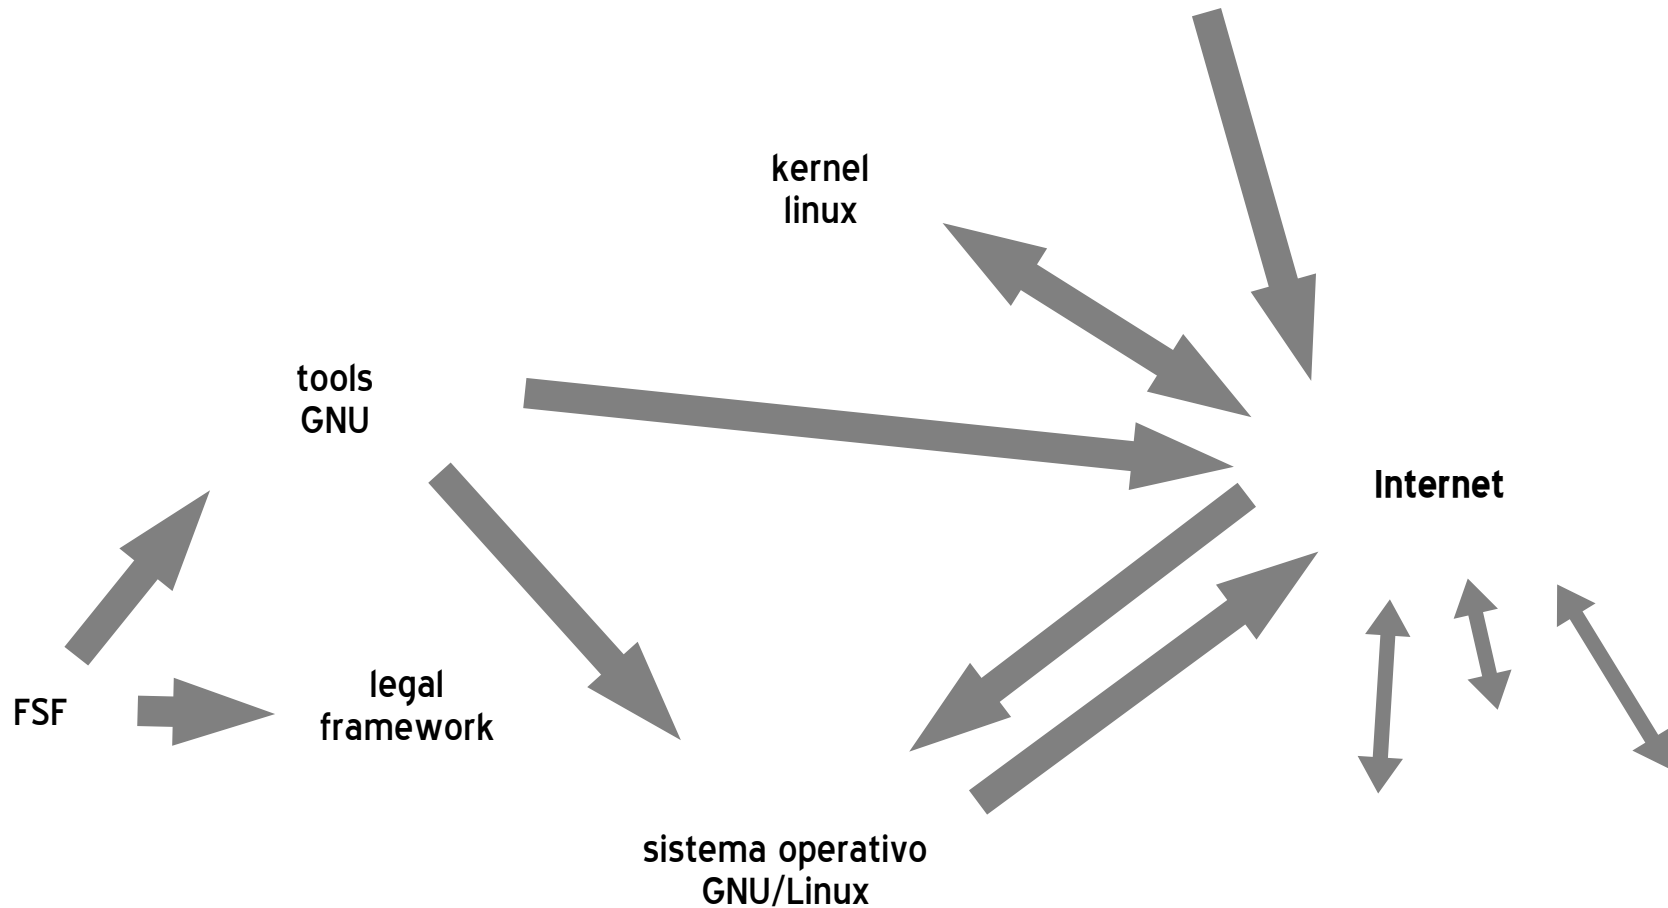 kernel
linux
tools
GNU
Internet
legal
framework
FSF
sistema operativo
GNU/Linux